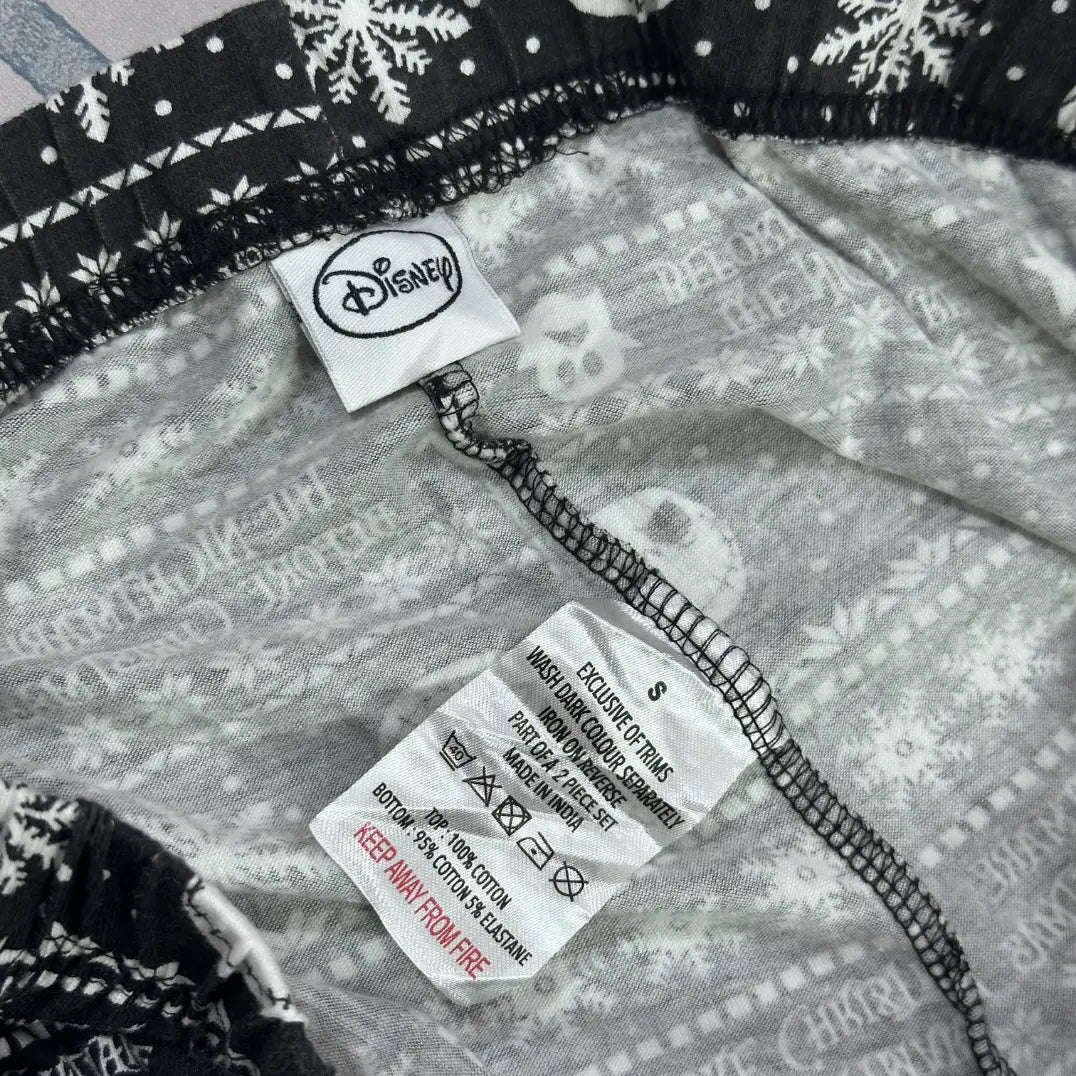 Disney
S
EXCLUSIVE OF TRIMS
WASH DARK COLOUR SEPARATELY
IRON ON REVERSE
PART OF A 2 PIECE SET
MADE IN INDIA
40
TOP : 100% COTTON
BOTTOM : 95% COTTON 5% ELASTANE
KEEP AWAY FROM FIRE